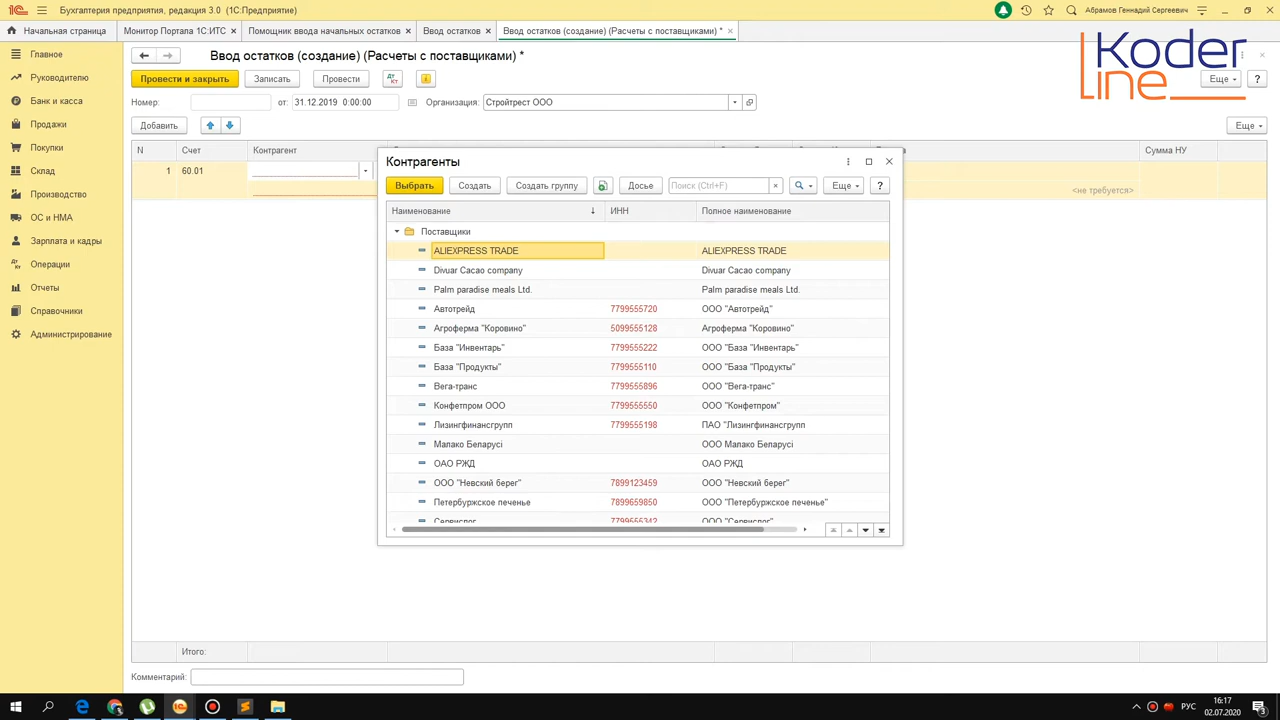 Бухгалтерия предприятия, редакция 3.0 (1С:Предприятие)
Абрамов Геннадий Сергеевич
Начальная страница
Монитор Портала 1С:ИТС
Помощник ввода начальных остатков
Ввод остатков
Ввод остатков (создание) (Расчеты с поставщиками) *
Koder
Line
Главное
Руководителю
Банк и касса
Продажи
Покупки
Склад
Производство
ОС и НМА
Зарплата и кадры
Операции
Отчеты
Справочники
Администрирование
Ввод остатков (создание) (Расчеты с поставщиками) *
Провести и закрыть
Записать
Провести
Еще
?
Номер:
от:
31.12.2019 0:00:00
Организация:
Стройтрест ООО
Добавить
Еще
N
Счет
Контрагент
Сумма НУ
1
60.01
<не требуется>
Контрагенты
Выбрать
Создать
Создать группу
Досье
Поиск (Ctrl+F)
Еще
?
Наименование
ИНН
Полное наименование
Поставщики
ALIEXPRESS TRADE
ALIEXPRESS TRADE
Divuar Cacao company
Divuar Cacao company
Palm paradise meals Ltd.
Palm paradise meals Ltd.
Автотрейд
7799555720
ООО "Автотрейд"
Агроферма "Коровино"
5099555128
Агроферма "Коровино"
База "Инвентарь"
7799555222
ООО "База "Инвентарь"
База "Продукты"
7799555110
ООО "База "Продукты"
Вега-транс
7799555896
ООО "Вега-транс"
Конфетпром ООО
7799555550
ООО "Конфетпром"
Лизингфинансгрупп
7799555198
ПАО "Лизингфинансгрупп
Малако Беларусі
ООО Малако Беларусі
ОАО РЖД
ОАО РЖД
ООО "Невский берег"
7899123459
ООО "Невский берег"
Петербуржское печенье
7899659850
ООО "Петербуржское печенье"
Сервислог
7799555342
ООО "Сервислог"
Итого:
Комментарий:
РУС
16:17
02.07.2020
3